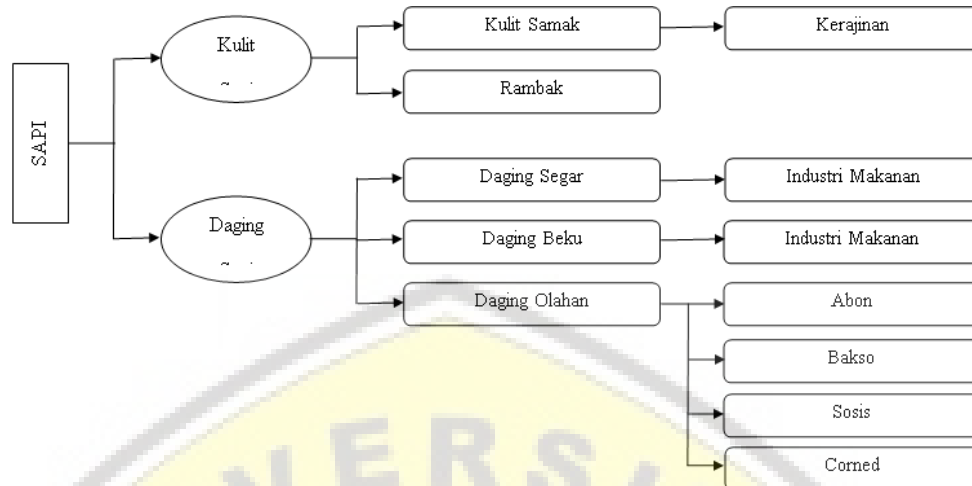 SAPI
Kulit
Kulit Samak
Kerajinan
Rambak
Daging
Daging Segar
Industri Makanan
Daging Beku
Industri Makanan
Daging Olahan
Abon
Bakso
Sosis
Corned
VERSI